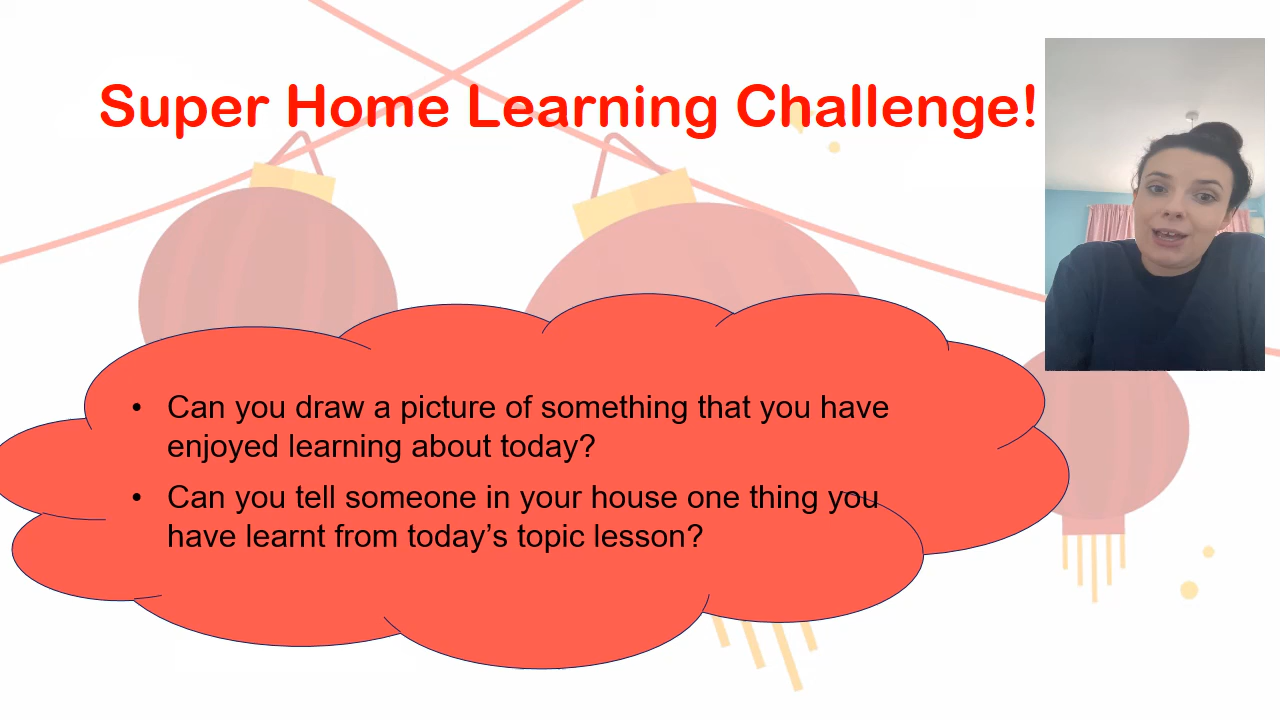 Super Home Learning Challenge!
• Can you draw a picture of something that you have
enjoyed learning about today?
• Can you tell someone in your house one thing you
have learnt from today’s topic lesson?